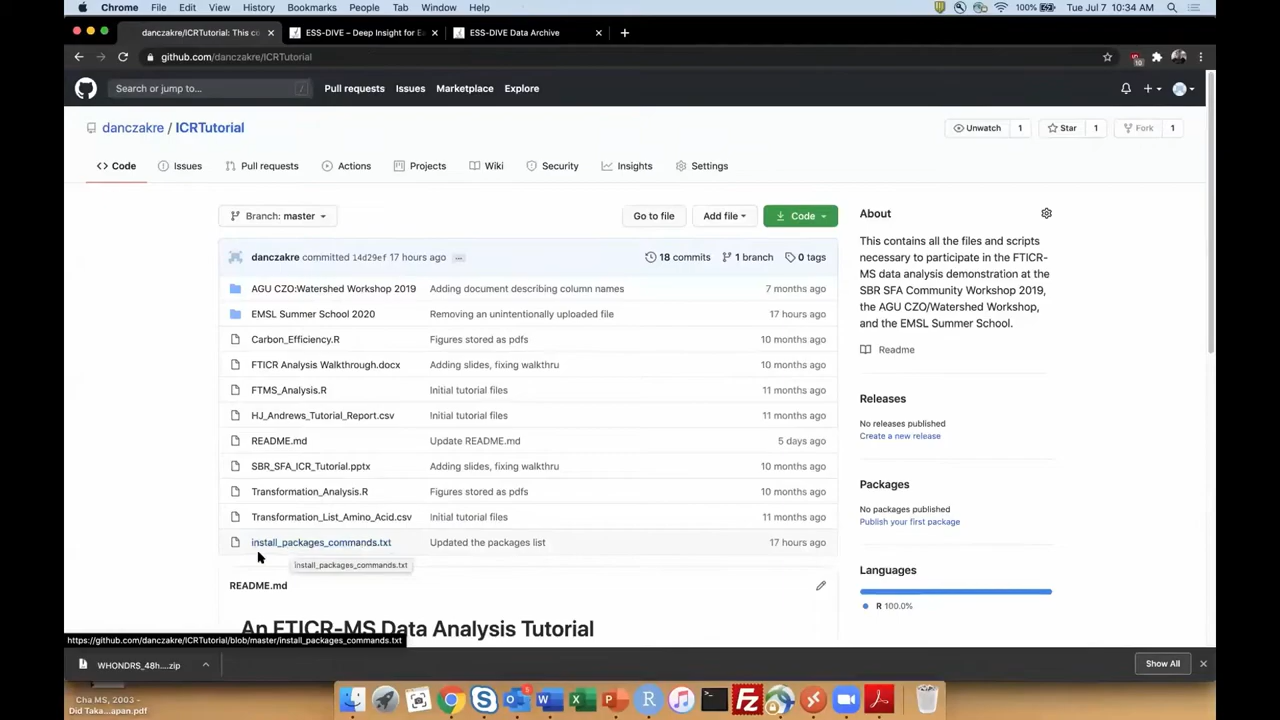 Chrome File Edit View History Bookmarks People Tab Window Help 100% Tue Jul 7 10:34 AM
danczakre/ICRTutorial: This co × ESS-DIVE – Deep Insight for Ea × ESS-DIVE Data Archive × +
github.com/danczakre/ICRTutorial
Search or jump to... / Pull requests Issues Marketplace Explore
danczakre / ICRTutorial
Unwatch 1 Star 1 Fork 1
Code Issues Pull requests Actions Projects Wiki Security Insights Settings
Branch: master Go to file Add file Code
danczakre committed 14d29ef 17 hours ago ... 18 commits 1 branch 0 tags
AGU CZO:Watershed Workshop 2019 Adding document describing column names 7 months ago
EMSL Summer School 2020 Removing an unintentionally uploaded file 17 hours ago
Carbon_Efficiency.R Figures stored as pdfs 10 months ago
FTICR Analysis Walkthrough.docx Adding slides, fixing walkthru 10 months ago
FTMS_Analysis.R Initial tutorial files 11 months ago
HJ_Andrews_Tutorial_Report.csv Initial tutorial files 11 months ago
README.md Update README.md 5 days ago
SBR_SFA_ICR_Tutorial.pptx Adding slides, fixing walkthru 10 months ago
Transformation_Analysis.R Figures stored as pdfs 10 months ago
Transformation_List_Amino_Acid.csv Initial tutorial files 11 months ago
install_packages_commands.txt Updated the packages list 17 hours ago
install_packages_commands.txt
README.md
An FTICR-MS Data Analysis Tutorial
About
This contains all the files and scripts
necessary to participate in the FTICR-
MS data analysis demonstration at the
SBR SFA Community Workshop 2019,
the AGU CZO/Watershed Workshop,
and the EMSL Summer School.
Readme
Releases
No releases published
Create a new release
Packages
No packages published
Publish your first package
Languages
R 100.0%
https://github.com/danczakre/ICRTutorial/blob/master/install_packages_commands.txt
WHONDRS_48h....zip Show All
Cha MS, 2003 -
Did Taka...apan.pdf